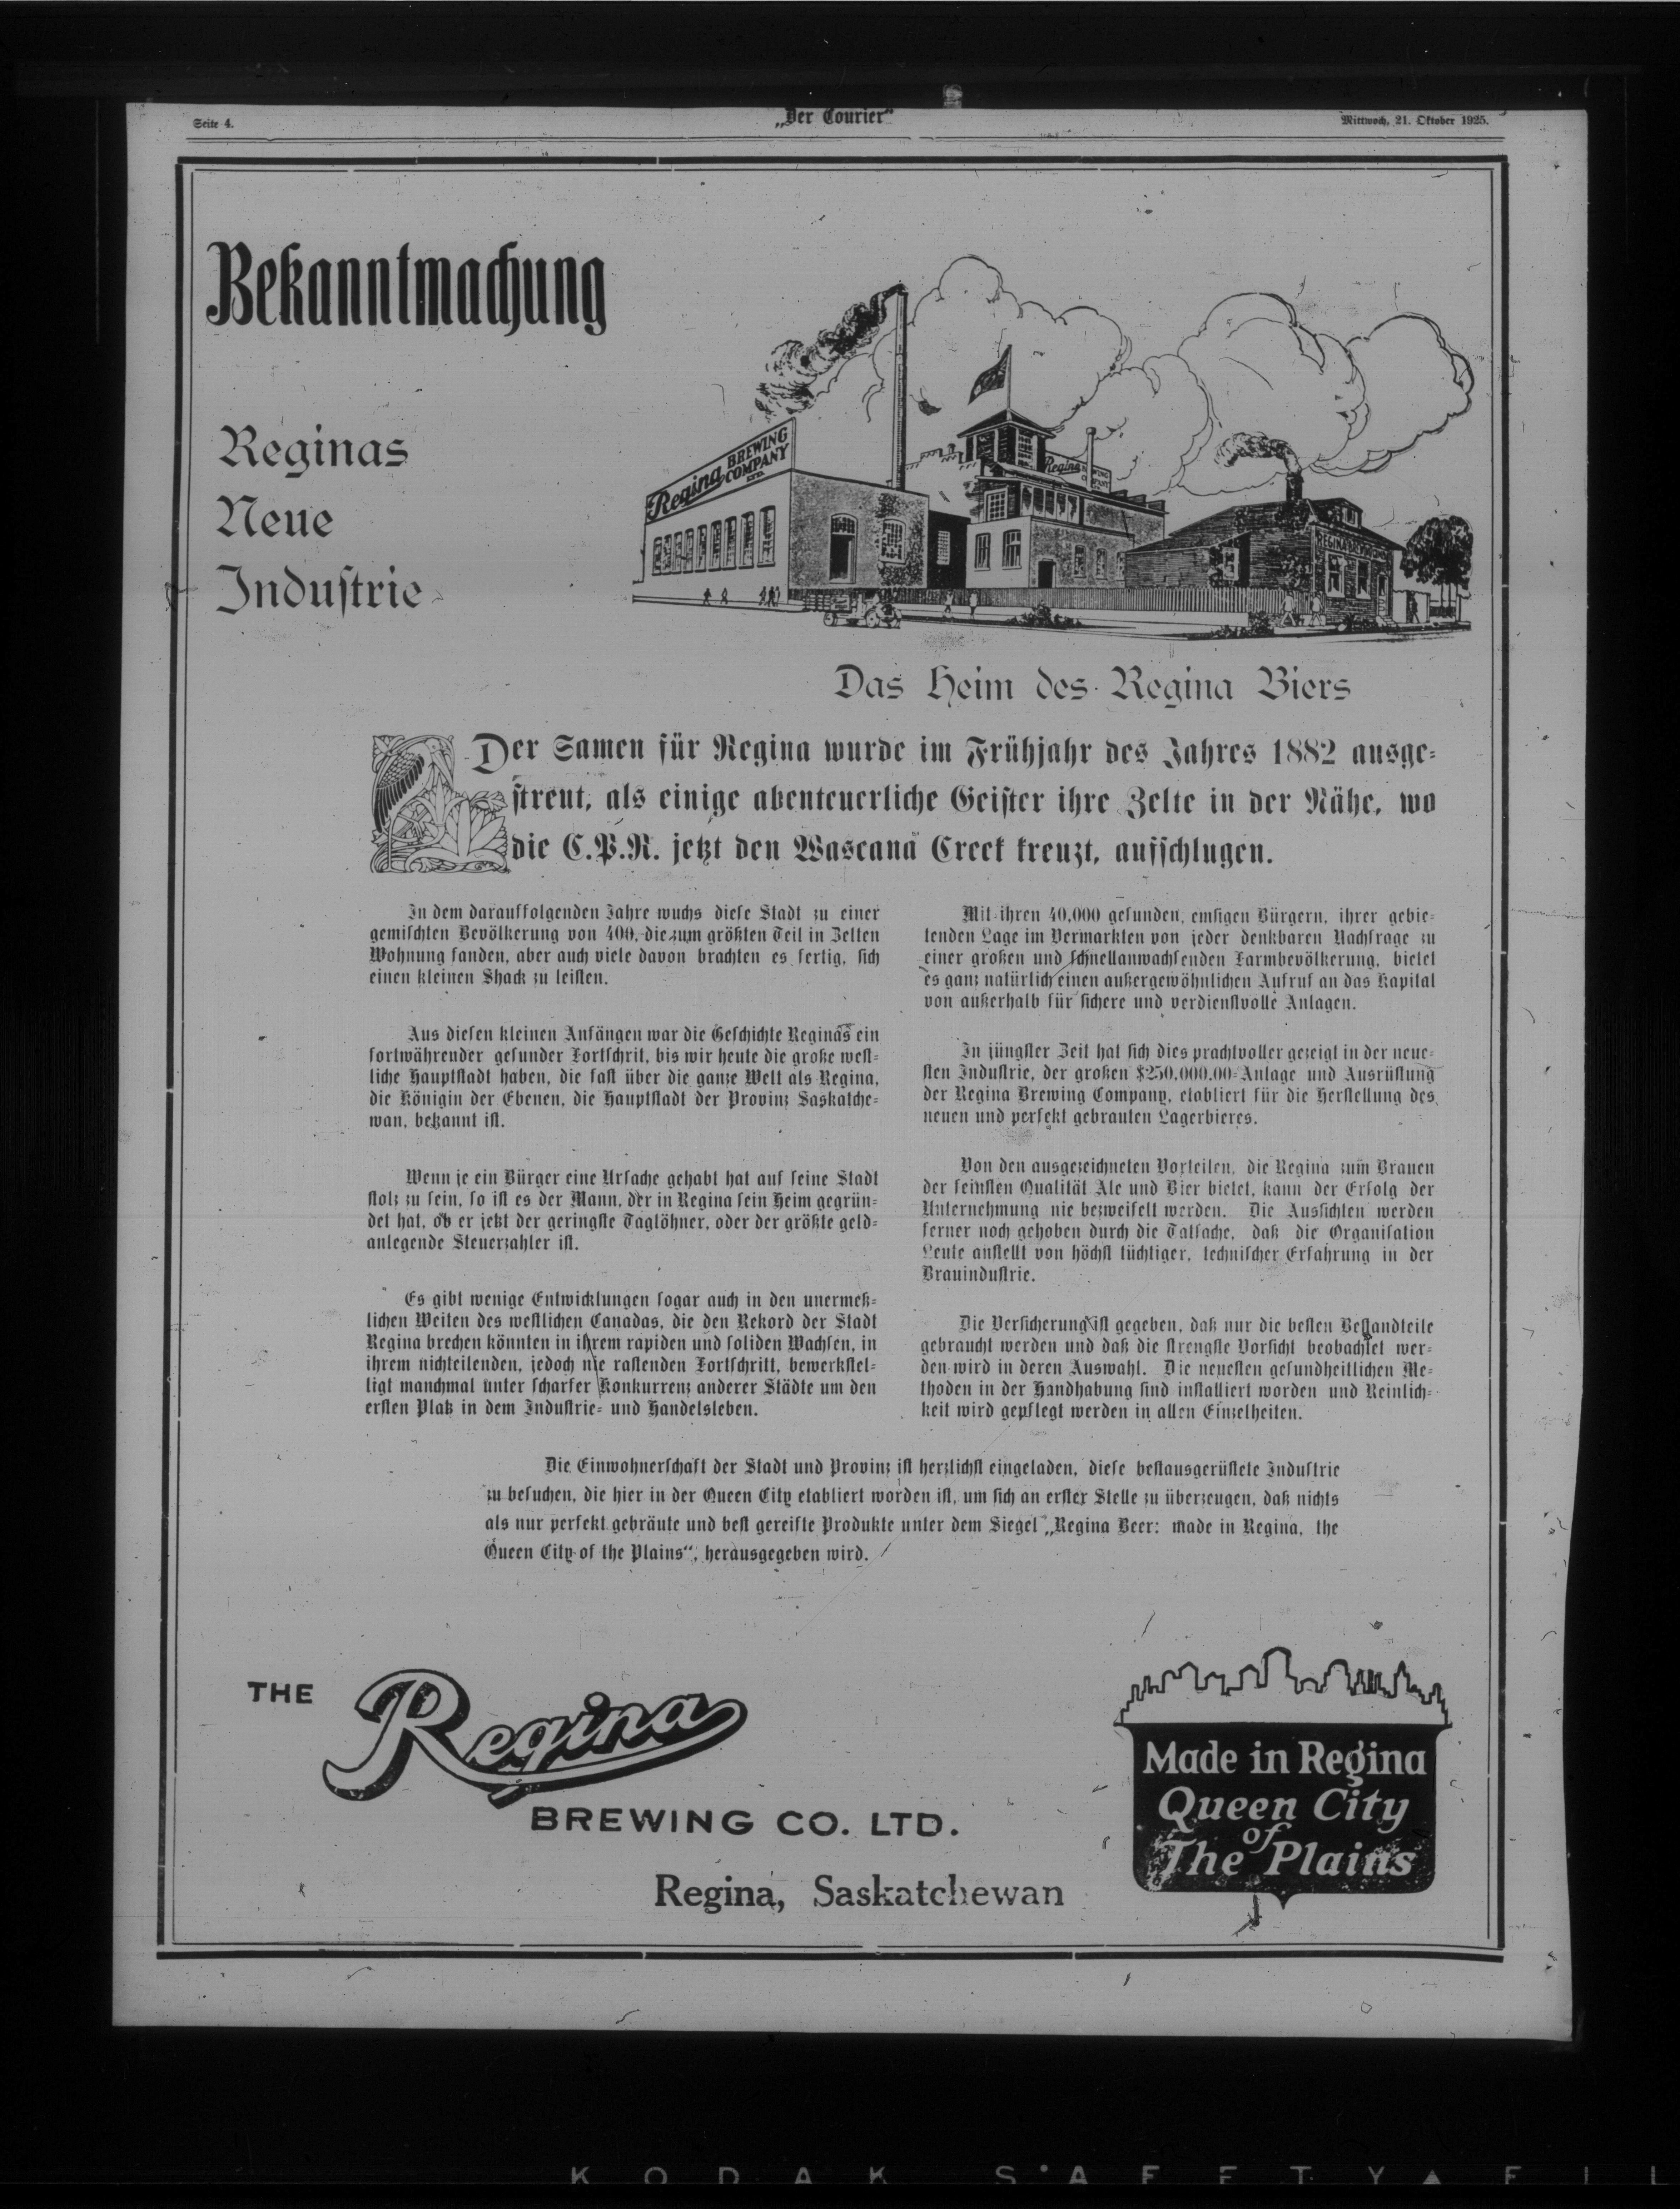 Seite 4.
„Der Courier“
Mittwoch, 21. Oktober 1925.
Bekanntmachung
Reginas
Neue
Industrie
Regina BREWING
COMPANY
LTD.
Regina BREWING
COMPANY
REGINA BREWING
Das Heim des Regina Biers
Der Samen für Regina wurde im Frühjahr des Jahres 1882 ausge-
streut, als einige abenteuerliche Geister ihre Zelte in der Nähe, wo
die C.P.R. jetzt den Wascana Creek kreuzt, aufschlugen.
In dem darauffolgenden Jahre wuchs diese Stadt zu einer
gemischten Bevölkerung von 400, die zum größten Teil in Zelten
Wohnung fanden, aber auch viele davon brachten es fertig, sich
einen kleinen Shack zu leisten.
Aus diesen kleinen Anfängen war die Geschichte Reginas ein
fortwährender gesunder Fortschrit, bis wir heute die große west-
liche Hauptstadt haben, die fast über die ganze Welt als Regina,
die Königin der Ebenen, die Hauptstadt der Provinz Saskatche-
wan, bekannt ist.
Wenn je ein Bürger eine Ursache gehabt hat auf seine Stadt
stolz zu sein, so ist es der Mann, der in Regina sein Heim gegrün-
det hat, ob er jetzt der geringste Taglöhner, oder der größte geld-
anlegende Steuerzahler ist.
Es gibt wenige Entwicklungen sogar auch in den unermeß-
lichen Weiten des westlichen Canadas, die den Rekord der Stadt
Regina brechen könnten in ihrem rapiden und soliden Wachsen, in
ihrem nichteilenden, jedoch nie rastenden Fortschritt, bewerkstel-
ligt manchmal unter scharfer Konkurrenz anderer Städte um den
ersten Platz in dem Industrie- und Handelsleben.
Mit ihren 40,000 gesunden, emsigen Bürgern, ihrer gebie-
tenden Lage im Vermarkten von jeder denkbaren Nachfrage zu
einer großen und schnellanwachsenden Farmbevölkerung, bietet
es ganz natürlich einen außergewöhnlichen Aufruf an das Kapital
von außerhalb für sichere und verdienstvolle Anlagen.
In jüngster Zeit hat sich dies prachtvoller gezeigt in der neue-
sten Industrie, der großen $250,000.00-Anlage und Ausrüstung
der Regina Brewing Company, etabliert für die Herstellung des
neuen und perfekt gebrauten Lagerbieres.
Von den ausgezeichneten Vorteilen, die Regina zum Brauen
der feinsten Qualität Ale und Bier bietet, kann der Erfolg der
Unternehmung nie bezweifelt werden. Die Aussichten werden
ferner noch gehoben durch die Tatsache, daß die Organisation
Leute anstellt von höchst tüchtiger, technischer Erfahrung in der
Brauindustrie.
Die Versicherung ist gegeben, daß nur die besten Bestandteile
gebraucht werden und daß die strengste Vorsicht beobachtet wer-
den wird in deren Auswahl. Die neuesten gesundheitlichen Me-
thoden in der Handhabung sind installiert worden und Reinlich-
keit wird gepflegt werden in allen Einzelheiten.
Die Einwohnerschaft der Stadt und Provinz ist herzlichst eingeladen, diese bestausgerüstete Industrie
zu besuchen, die hier in der Queen City etabliert worden ist, um sich an erster Stelle zu überzeugen, daß nichts
als nur perfekt gebräute und best gereifte Produkte unter dem Siegel „Regina Beer: made in Regina, the
Queen City of the Plains“, herausgegeben wird.
THE
Regina
BREWING CO. LTD.
Regina, Saskatchewan
Made in Regina
Queen City
of
The Plains
KODAK SAFETY FIL